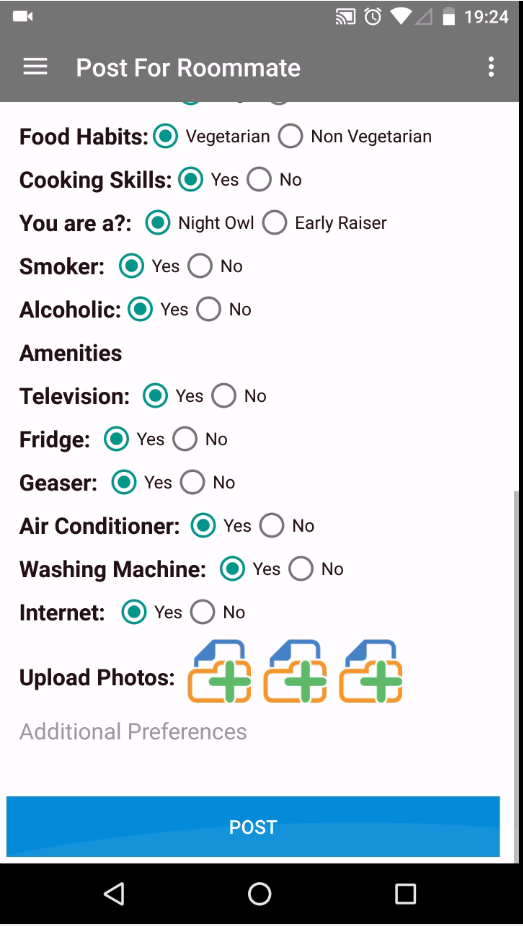 19:24
Post For Roommate
Food Habits: Vegetarian Non Vegetarian
Cooking Skills: Yes No
You are a?: Night Owl Early Raiser
Smoker: Yes No
Alcoholic: Yes No
Amenities
Television: Yes No
Fridge: Yes No
Geaser: Yes No
Air Conditioner: Yes No
Washing Machine: Yes No
Internet: Yes No
Upload Photos:
Additional Preferences
POST